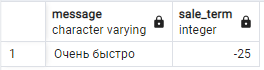 message sale_term
character varying integer
1 Очень быстро -25